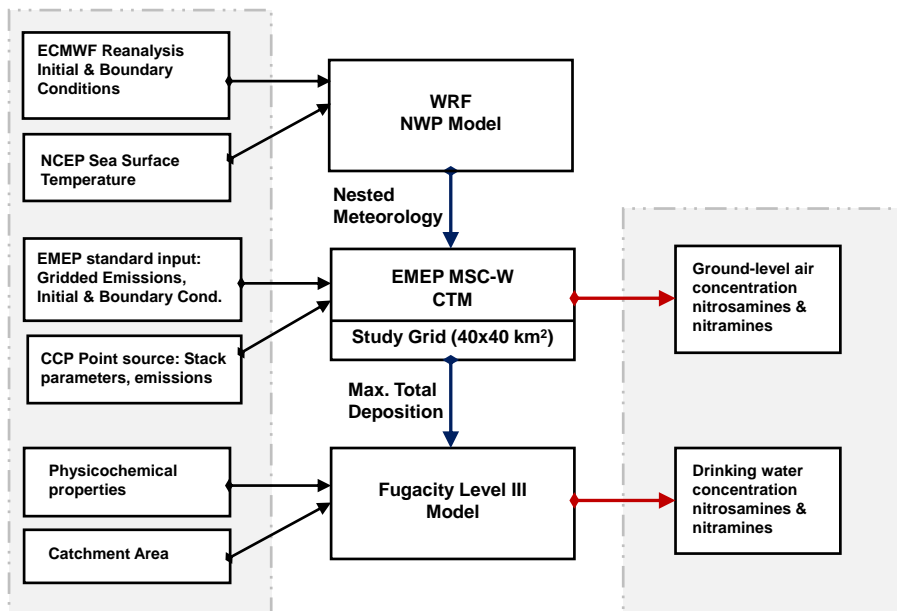 ECMWF Reanalysis
Initial & Boundary
Conditions
NCEP Sea Surface
Temperature
WRF
NWP Model
Nested
Meteorology
EMEP standard input:
Gridded Emissions,
Initial & Boundary Cond.
CCP Point source: Stack
parameters, emissions
EMEP MSC-W
CTM
Study Grid (40x40 km²)
Ground-level air
concentration
nitrosamines &
nitramines
Max. Total
Deposition
Physicochemical
properties
Catchment Area
Fugacity Level III
Model
Drinking water
concentration
nitrosamines &
nitramines